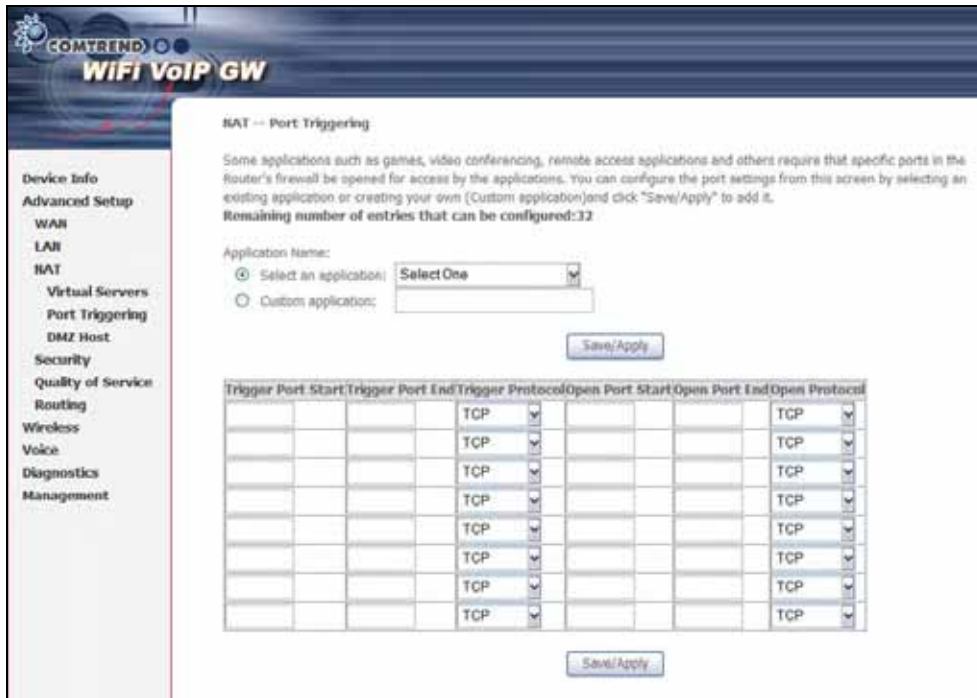 COMTREND
WiFi VoIP GW
Device Info
Advanced Setup
WAN
LAN
NAT
Virtual Servers
Port Triggering
DMZ Host
Security
Quality of Service
Routing
Wireless
Voice
Diagnostics
Management
NAT -- Port Triggering
Some applications such as games, video conferencing, remote access applications and others require that specific ports in the
Router's firewall be opened for access by the applications. You can configure the port settings from this screen by selecting an
existing application or creating your own (Custom application)and click "Save/Apply" to add it.
Remaining number of entries that can be configured:32
Application Name:
Select an application: Select One
Custom application:
Save/Apply
Trigger Port Start Trigger Port End Trigger Protocol Open Port Start Open Port End Open Protocol
TCP TCP
TCP TCP
TCP TCP
TCP TCP
TCP TCP
TCP TCP
TCP TCP
TCP TCP
Save/Apply